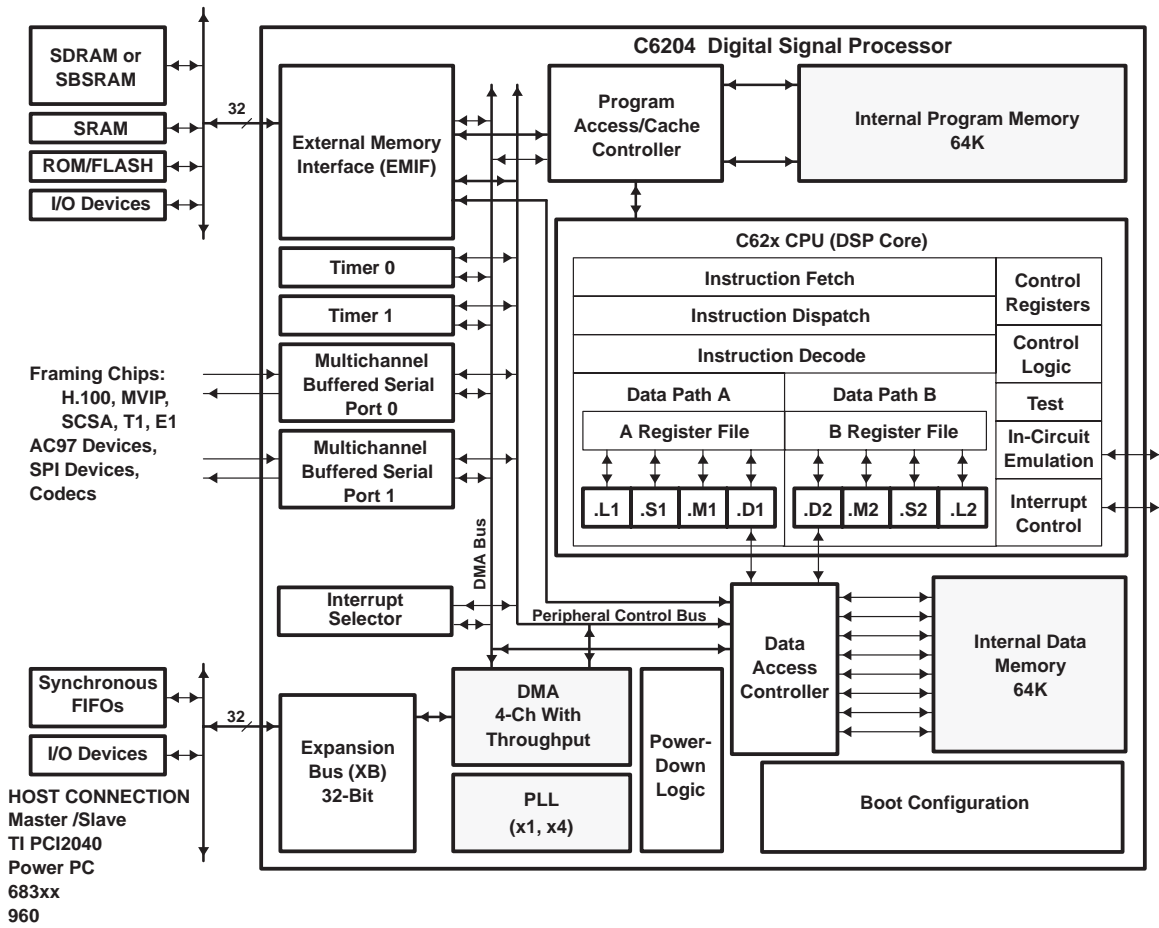 C6204 Digital Signal Processor
SDRAM or
SBSRAM
SRAM
ROM/FLASH
I/O Devices
32
External Memory
Interface (EMIF)
Program
Access/Cache
Controller
Internal Program Memory
64K
Timer 0
Timer 1
Framing Chips:
H.100, MVIP,
SCSA, T1, E1
AC97 Devices,
SPI Devices,
Codecs
Multichannel
Buffered Serial
Port 0
Multichannel
Buffered Serial
Port 1
DMA Bus
C62x CPU (DSP Core)
Instruction Fetch
Instruction Dispatch
Instruction Decode
Control
Registers
Control
Logic
Test
In-Circuit
Emulation
Interrupt
Control
Data Path A
A Register File
.L1 .S1 .M1 .D1
Data Path B
B Register File
.D2 .M2 .S2 .L2
Interrupt
Selector
Peripheral Control Bus
Data
Access
Controller
Internal Data
Memory
64K
Synchronous
FIFOs
I/O Devices
32
HOST CONNECTION
Master /Slave
TI PCI2040
Power PC
683xx
960
Expansion
Bus (XB)
32-Bit
DMA
4-Ch With
Throughput
PLL
(x1, x4)
Power-
Down
Logic
Boot Configuration